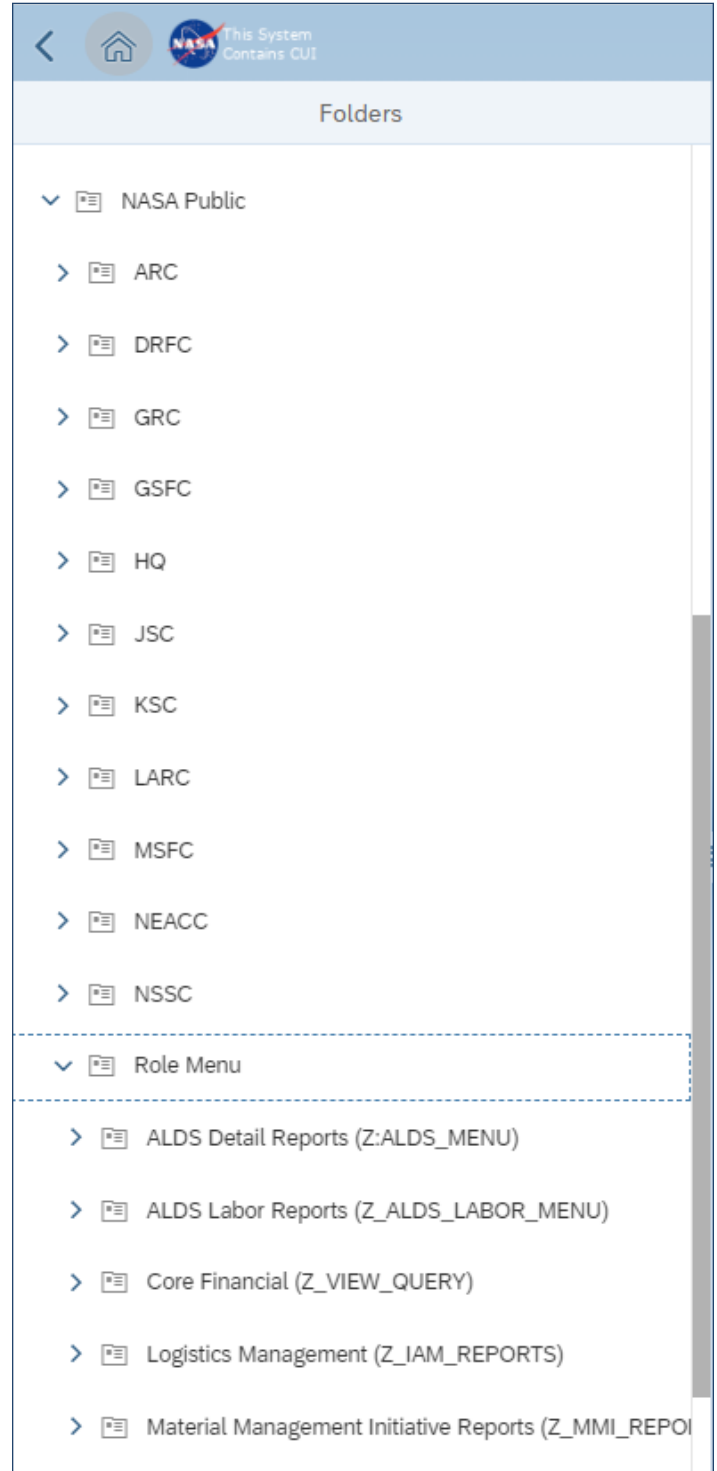 NASA
This System
Contains CUI
Folders
NASA Public
ARC
DRFC
GRC
GSFC
HQ
JSC
KSC
LARC
MSFC
NEACC
NSSC
Role Menu
ALDS Detail Reports (Z:ALDS_MENU)
ALDS Labor Reports (Z_ALDS_LABOR_MENU)
Core Financial (Z_VIEW_QUERY)
Logistics Management (Z_IAM_REPORTS)
Material Management Initiative Reports (Z_MMI_REPO